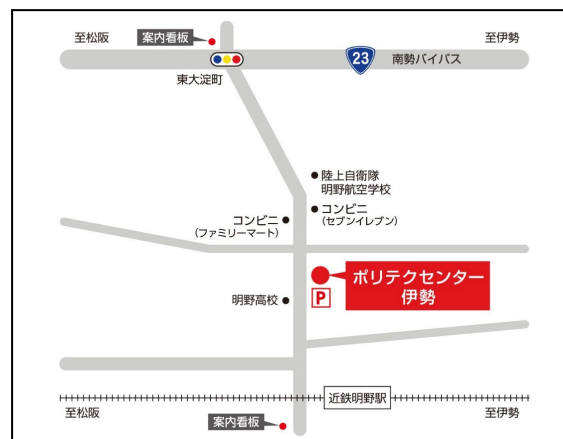 至松阪
案内看板
至伊勢
23
南勢バイパス
東大淀町
陸上自衛隊
明野航空学校
コンビニ
(セブンイレブン)
コンビニ
(ファミリーマート)
ポリテクセンター
伊勢
P
明野高校
近鉄明野駅
至松阪
至伊勢
案内看板